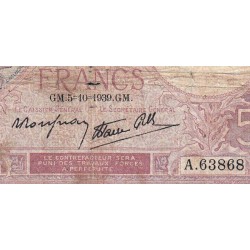 FRANCS
GM.5-10-1939.GM.
LE CAISSIER GÉNÉRAL LE SECRÉTAIRE GÉNÉRAL
5
LE CONTREFACTEUR SERA
PUNI DES TRAVAUX FORCÉS
À PERPÉTUITÉ
A.63868